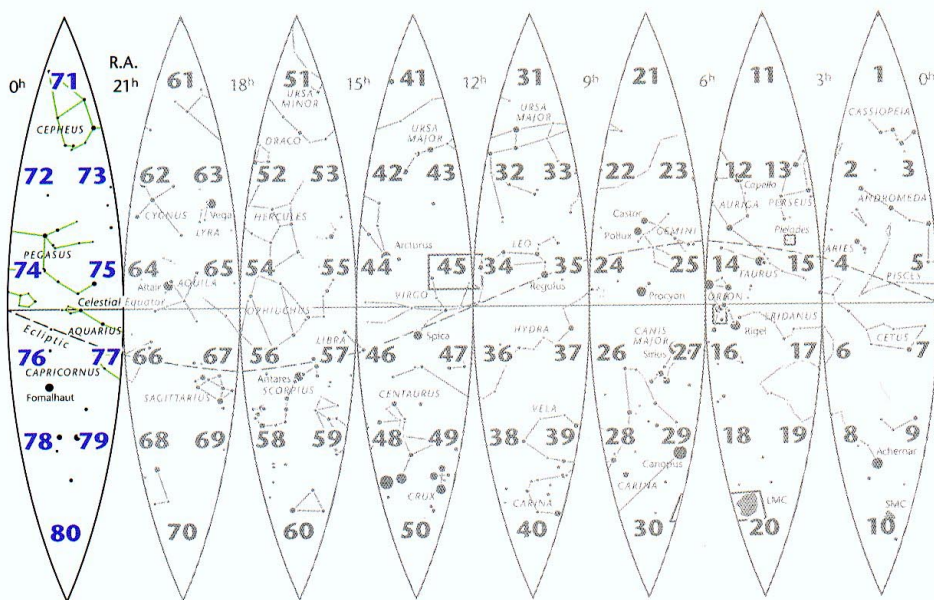 R.A.
0h 71 21h 61 18h 51 15h 41 12h 31 9h 21 6h 11 3h 1 0h
URSA MINOR
CEPHEUS
DRACO
URSA MAJOR
URSA MAJOR
CASSIOPEIA
72 73 62 63 52 53 42 43 32 33 22 23 12 13 2 3
CYGNUS
Vega
LYRA
HERCULES
Castor
Pollux
GEMINI
Capella
AURIGA
PERSEUS
Pleiades
ANDROMEDA
PEGASUS
Arcturus
LEO
ARIES
74 75 64 65 54 55 44 45 34 35 24 25 14 15 4 5
Altair
AQUILA
Regulus
TAURUS
PISCES
Celestial Equator
OPHIUCHUS
VIRGO
Procyon
ORION
Ecliptic
AQUARIUS
LIBRA
Spica
HYDRA
CANIS MAJOR
Sirius
Rigel
ERIDANUS
CETUS
76 77 66 67 56 57 46 47 36 37 26 27 16 17 6 7
CAPRICORNUS
Fomalhaut
SAGITTARIUS
Antares
SCORPIUS
CENTAURUS
VELA
78 79 68 69 58 59 48 49 38 39 28 29 18 19 8 9
Canopus
Achernar
CRUX
CARINA
CARINA
LMC
SMC
80 70 60 50 40 30 20 10